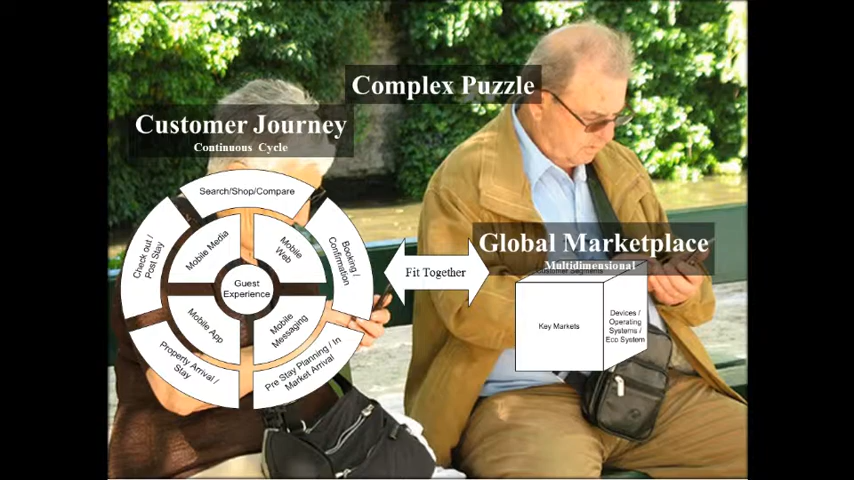 Complex Puzzle
Customer Journey
Continuous Cycle
Search/Shop/Compare
Booking /
Confirmation
Pre Stay Planning / In
Market Arrival
Property Arrival /
Stay
Check out /
Post Stay
Mobile Media
Mobile
Web
Mobile
Messaging
Mobile App
Guest
Experience
Fit Together
Global Marketplace
Multidimensional
Customer Segments
Key Markets
Devices /
Operating
Systems /
Eco System